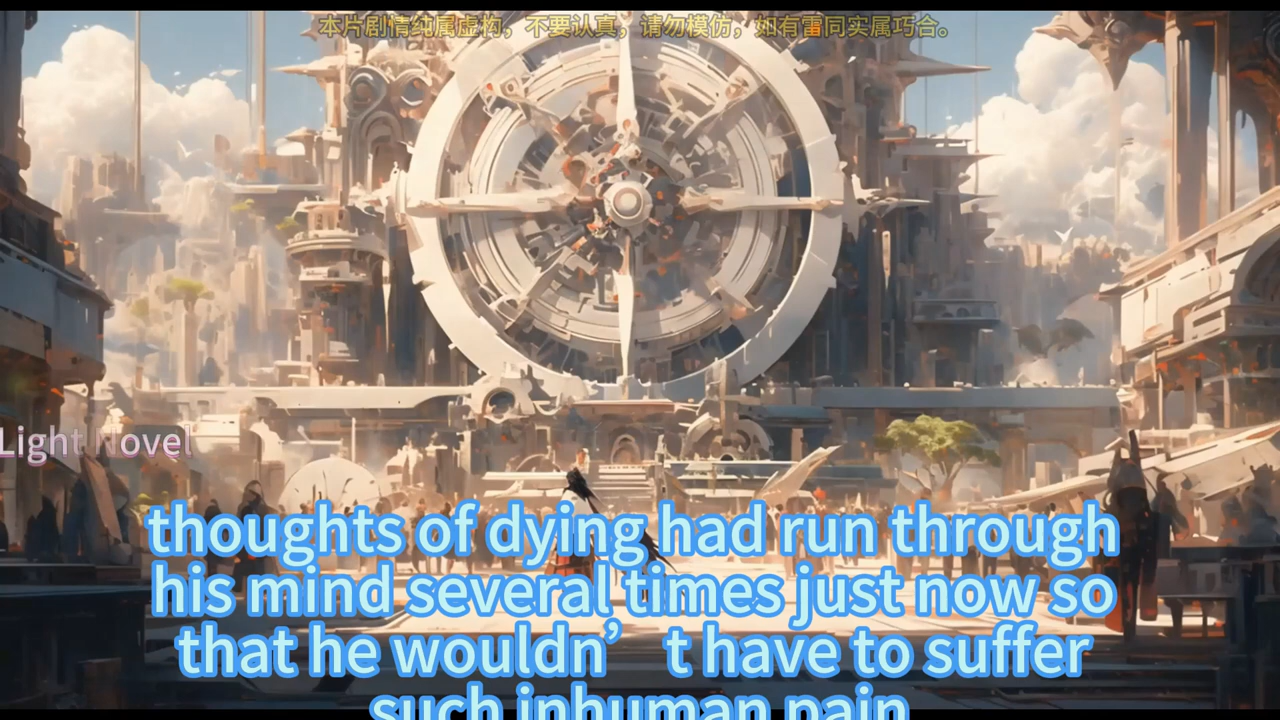 本片剧情纯属虚构，不要认真，请勿模仿，如有雷同实属巧合。
Light Novel
thoughts of dying had run through
his mind several times just now so
that he wouldn’t have to suffer
such inhuman pain